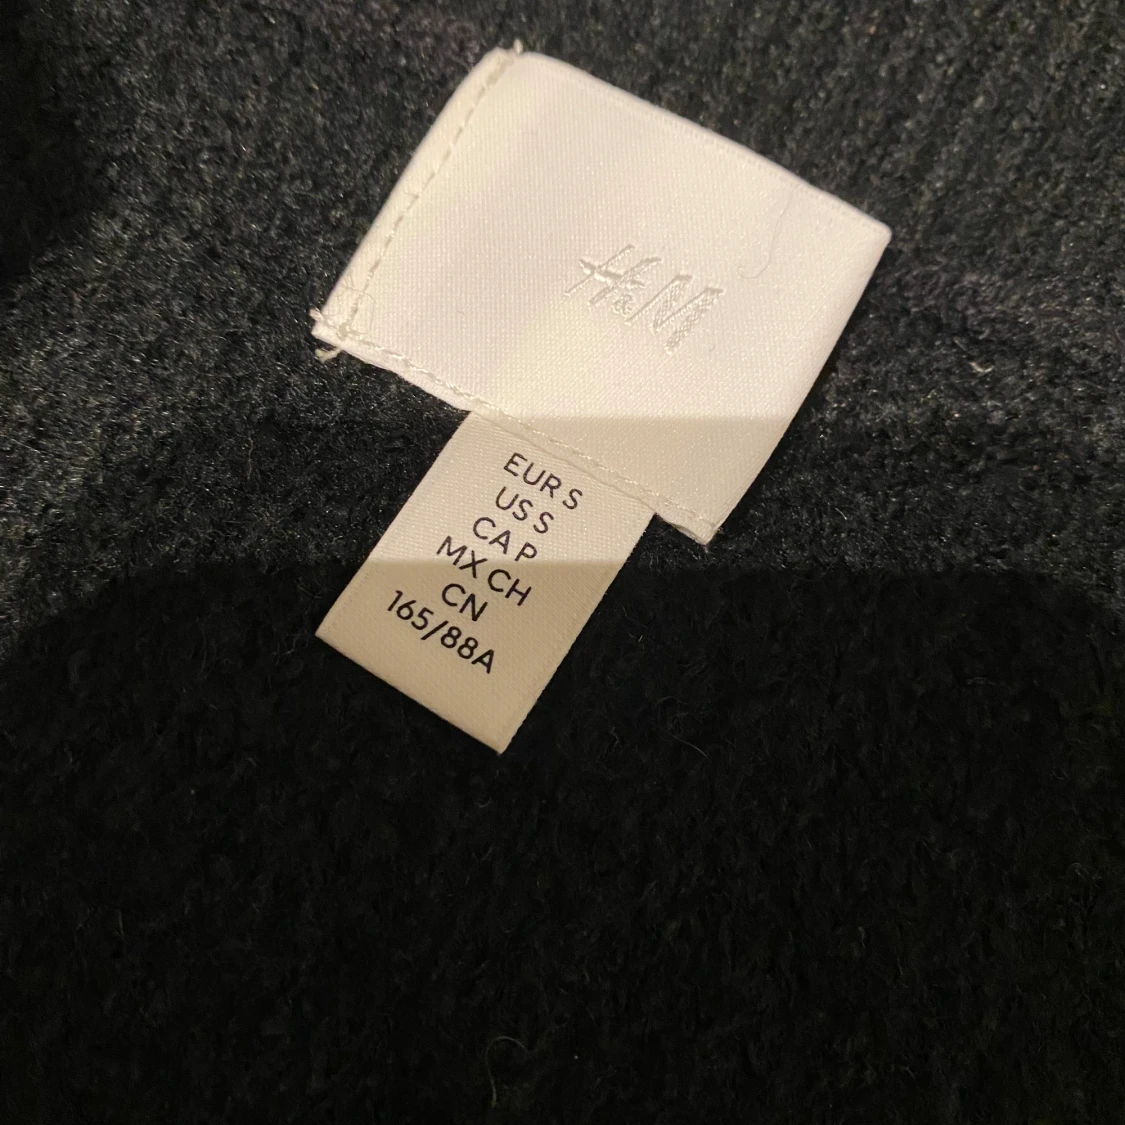 H&M
EUR S
US S
CA P
MX CH
CN
165/88A